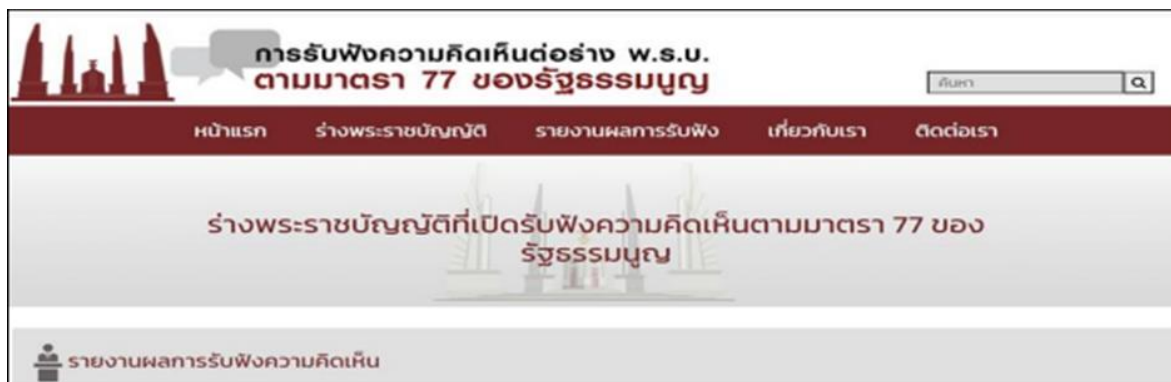 การรับฟังความคิดเห็นต่อร่าง พ.ร.บ.
ตามมาตรา 77 ของรัฐธรรมนูญ
ค้นหา
หน้าแรก ร่างพระราชบัญญัติ รายงานผลการรับฟัง เกี่ยวกับเรา ติดต่อเรา
ร่างพระราชบัญญัติที่เปิดรับฟังความคิดเห็นตามมาตรา 77 ของ
รัฐธรรมนูญ
รายงานผลการรับฟังความคิดเห็น